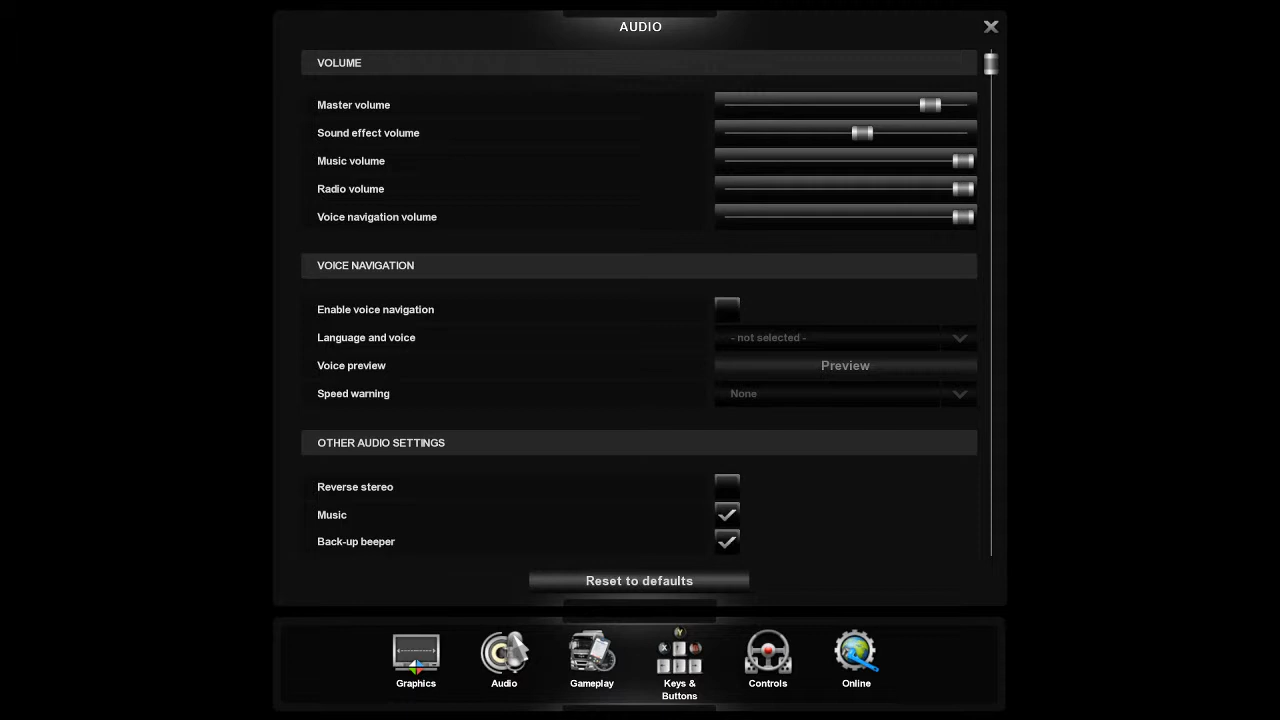 AUDIO
VOLUME
Master volume
Sound effect volume
Music volume
Radio volume
Voice navigation volume
VOICE NAVIGATION
Enable voice navigation
Language and voice - not selected -
Voice preview Preview
Speed warning None
OTHER AUDIO SETTINGS
Reverse stereo
Music
Back-up beeper
Reset to defaults
Graphics Audio Gameplay Keys & Buttons Controls Online